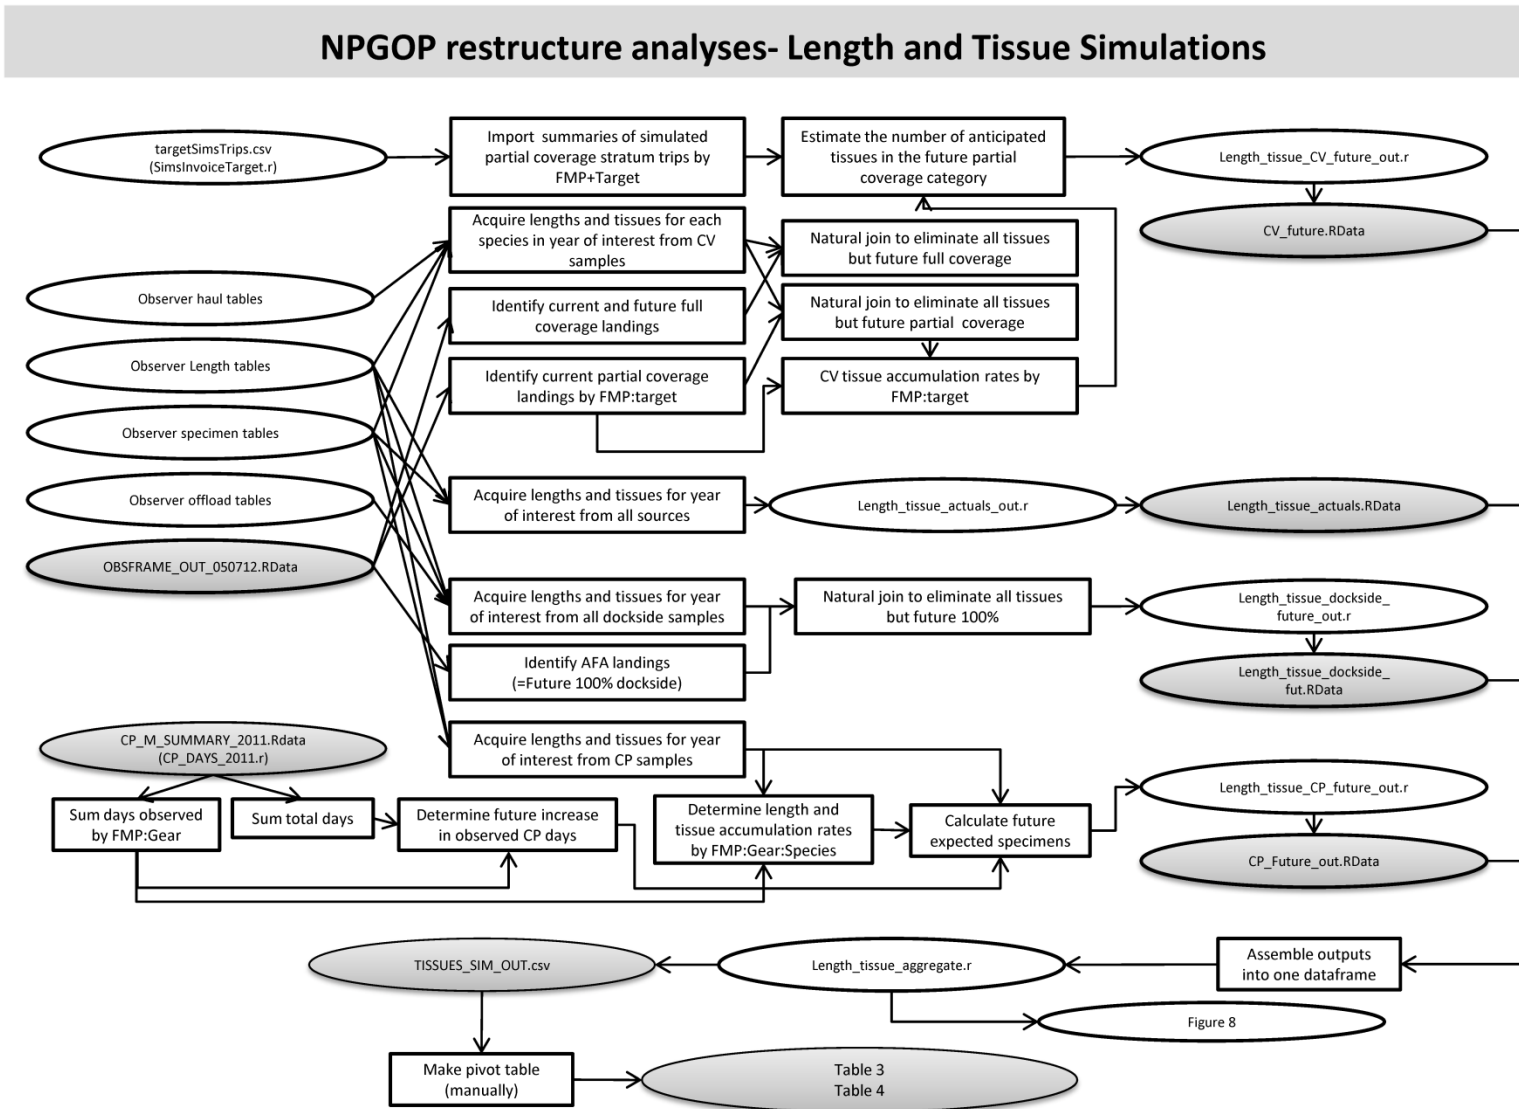 NPGOP restructure analyses- Length and Tissue Simulations
targetSimsTrips.csv
(SimsInvoiceTarget.r)
Import summaries of simulated
partial coverage stratum trips by
FMP+Target
Estimate the number of anticipated
tissues in the future partial
coverage category
Length_tissue_CV_future_out.r
CV_future.RData
Acquire lengths and tissues for each
species in year of interest from CV
samples
Natural join to eliminate all tissues
but future full coverage
Observer haul tables
Identify current and future full
coverage landings
Natural join to eliminate all tissues
but future partial coverage
Observer Length tables
Identify current partial coverage
landings by FMP:target
CV tissue accumulation rates by
FMP:target
Observer specimen tables
Observer offload tables
Acquire lengths and tissues for year
of interest from all sources
Length_tissue_actuals_out.r
Length_tissue_actuals.RData
OBSFRAME_OUT_050712.RData
Acquire lengths and tissues for year
of interest from all dockside samples
Natural join to eliminate all tissues
but future 100%
Length_tissue_dockside_
future_out.r
Identify AFA landings
(=Future 100% dockside)
Length_tissue_dockside_
fut.RData
CP_M_SUMMARY_2011.Rdata
(CP_DAYS_2011.r)
Acquire lengths and tissues for year
of interest from CP samples
Sum days observed
by FMP:Gear
Sum total days
Determine future increase
in observed CP days
Determine length and
tissue accumulation rates
by FMP:Gear:Species
Calculate future
expected specimens
Length_tissue_CP_future_out.r
CP_Future_out.RData
TISSUES_SIM_OUT.csv
Length_tissue_aggregate.r
Assemble outputs
into one dataframe
Figure 8
Make pivot table
(manually)
Table 3
Table 4